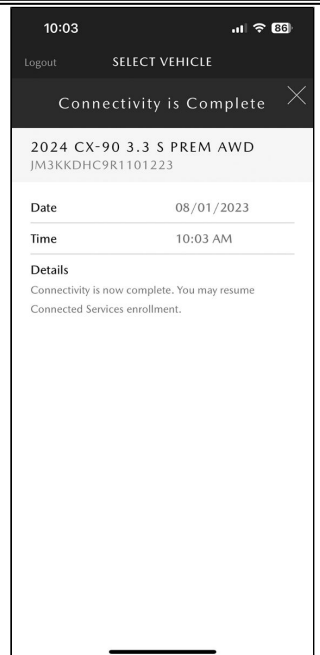 10:03 86
Logout SELECT VEHICLE
Connectivity is Complete
2024 CX-90 3.3 S PREM AWD
JM3KKDHC9R1101223
Date 08/01/2023
Time 10:03 AM
Details
Connectivity is now complete. You may resume
Connected Services enrollment.